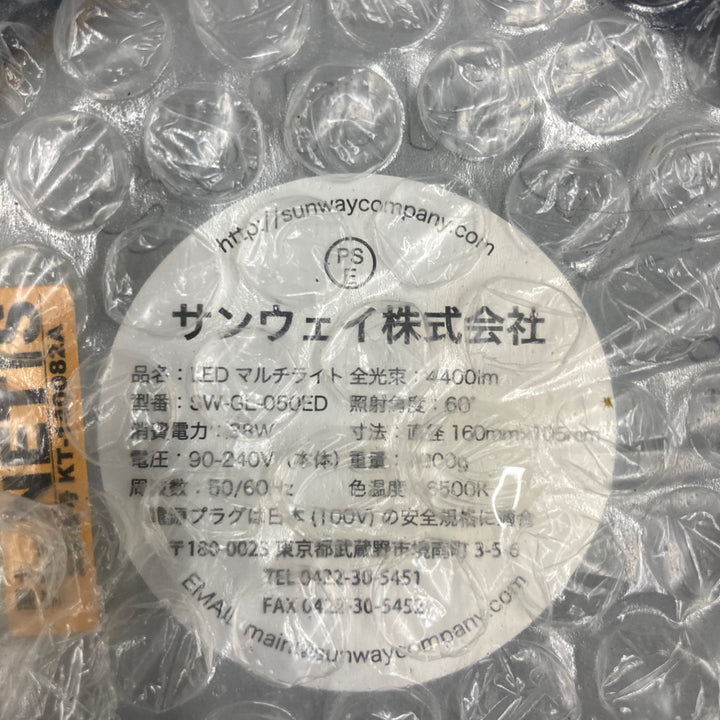 http://sunwaycompany.com
PS
E
サンウェイ株式会社
品名：LED マルチライト 全光束：4400lm
型番：SW-GL-050ED 照射角度：60°
消費電力：38W 寸法：直径 160mm×105mm
電圧：90-240V（本体）重量：
周波数：50/60Hz 色温度：6500K
電源プラグは日本(100V)の安全規格に適合
〒180-0023 東京都武蔵野市境南町 3-5-6
TEL 0422-30-5451
FAX 0422-30-5452
EMAIL main@sunwaycompany.com
NETIS